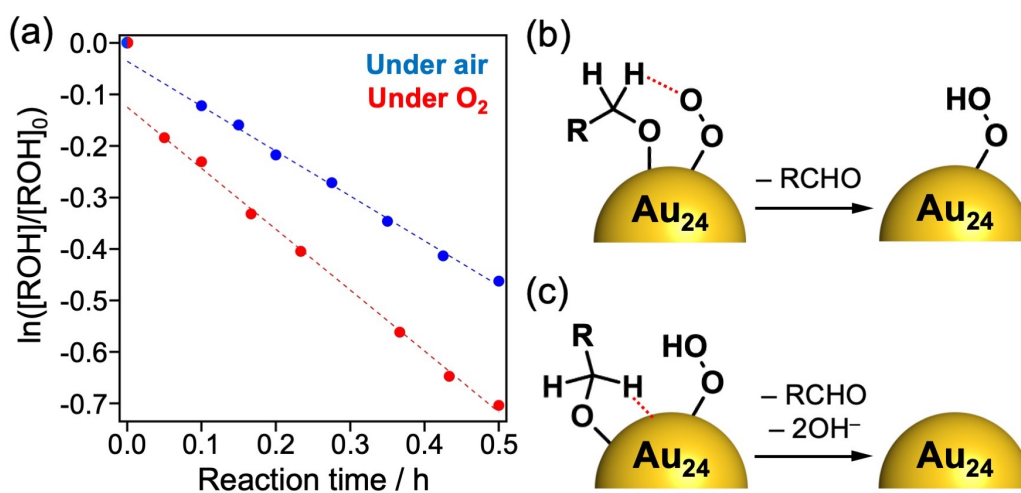 (a)
Under air
Under O₂
0.0
-0.1
-0.2
-0.3
-0.4
-0.5
-0.6
-0.7
ln([ROH]/[ROH]₀)
0.0 0.1 0.2 0.3 0.4 0.5
Reaction time / h
(b)
H H O
R O O
Au₂₄
– RCHO
HO
O
Au₂₄
(c)
R
H H
O
HO
O
Au₂₄
– RCHO
– 2OH⁻
Au₂₄